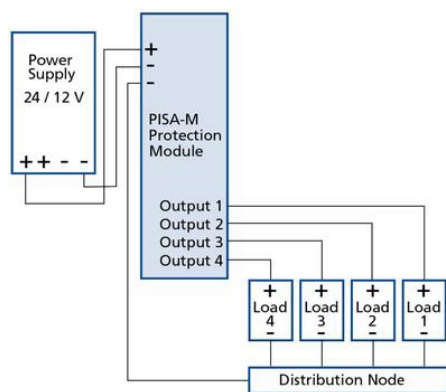 Power
Supply
24 / 12 V
+ + - -
+
-
-
PISA-M
Protection
Module
Output 1
Output 2
Output 3
Output 4
+ + + +
Load Load Load Load
4 3 2 1
- - - -
Distribution Node